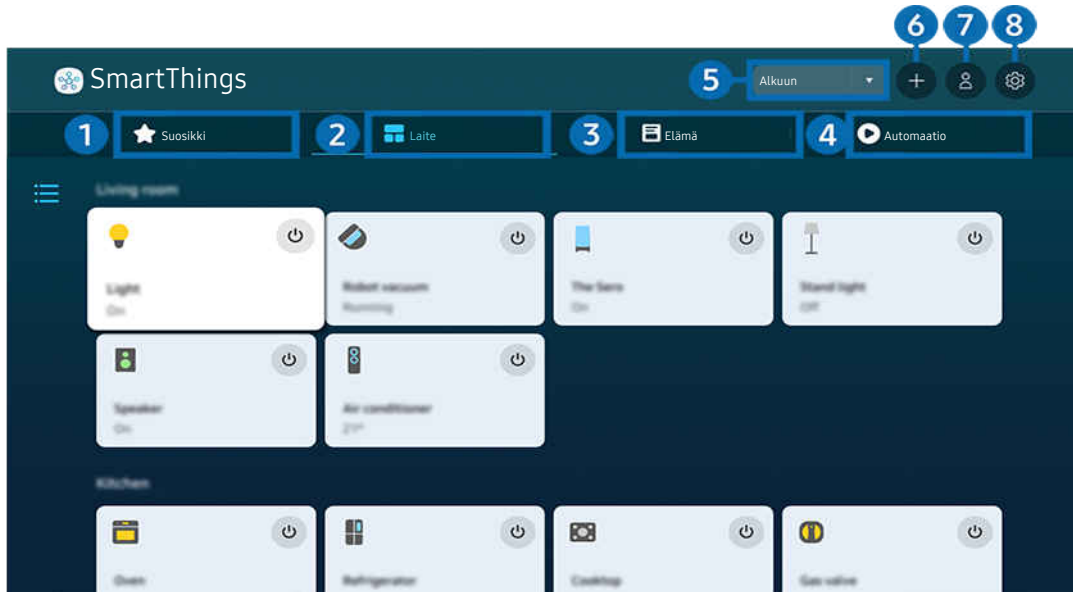 6 7 8
SmartThings
5 Alkuun
1 Suosikki 2 Laite 3 Elämä 4 Automaatio
Living room
Light Robot vacuum The Sero Stand light
On Running On Off
Speaker Air conditioner
On 21°
Kitchen
Oven Refrigerator Cooktop Gas valve